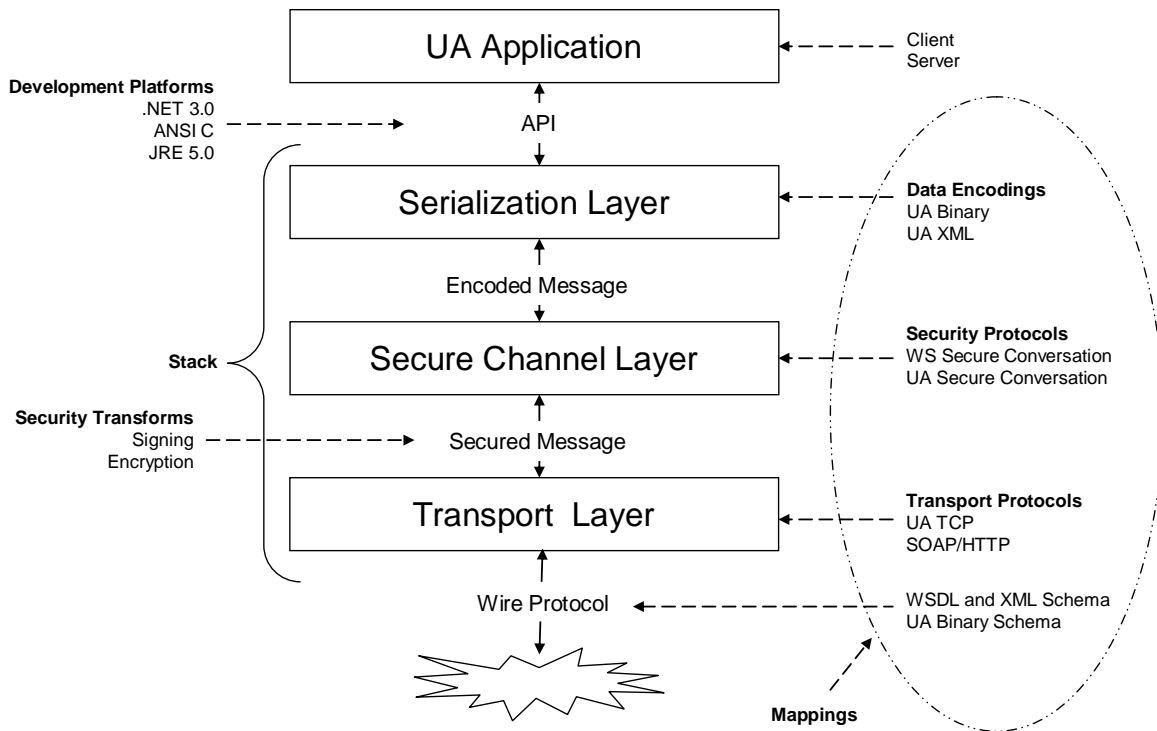 UA Application
Client
Server
Development Platforms
.NET 3.0
ANSI C
JRE 5.0
API
Serialization Layer
Data Encodings
UA Binary
UA XML
Encoded Message
Stack
Secure Channel Layer
Security Protocols
WS Secure Conversation
UA Secure Conversation
Security Transforms
Signing
Encryption
Secured Message
Transport Layer
Transport Protocols
UA TCP
SOAP/HTTP
Wire Protocol
WSDL and XML Schema
UA Binary Schema
Mappings